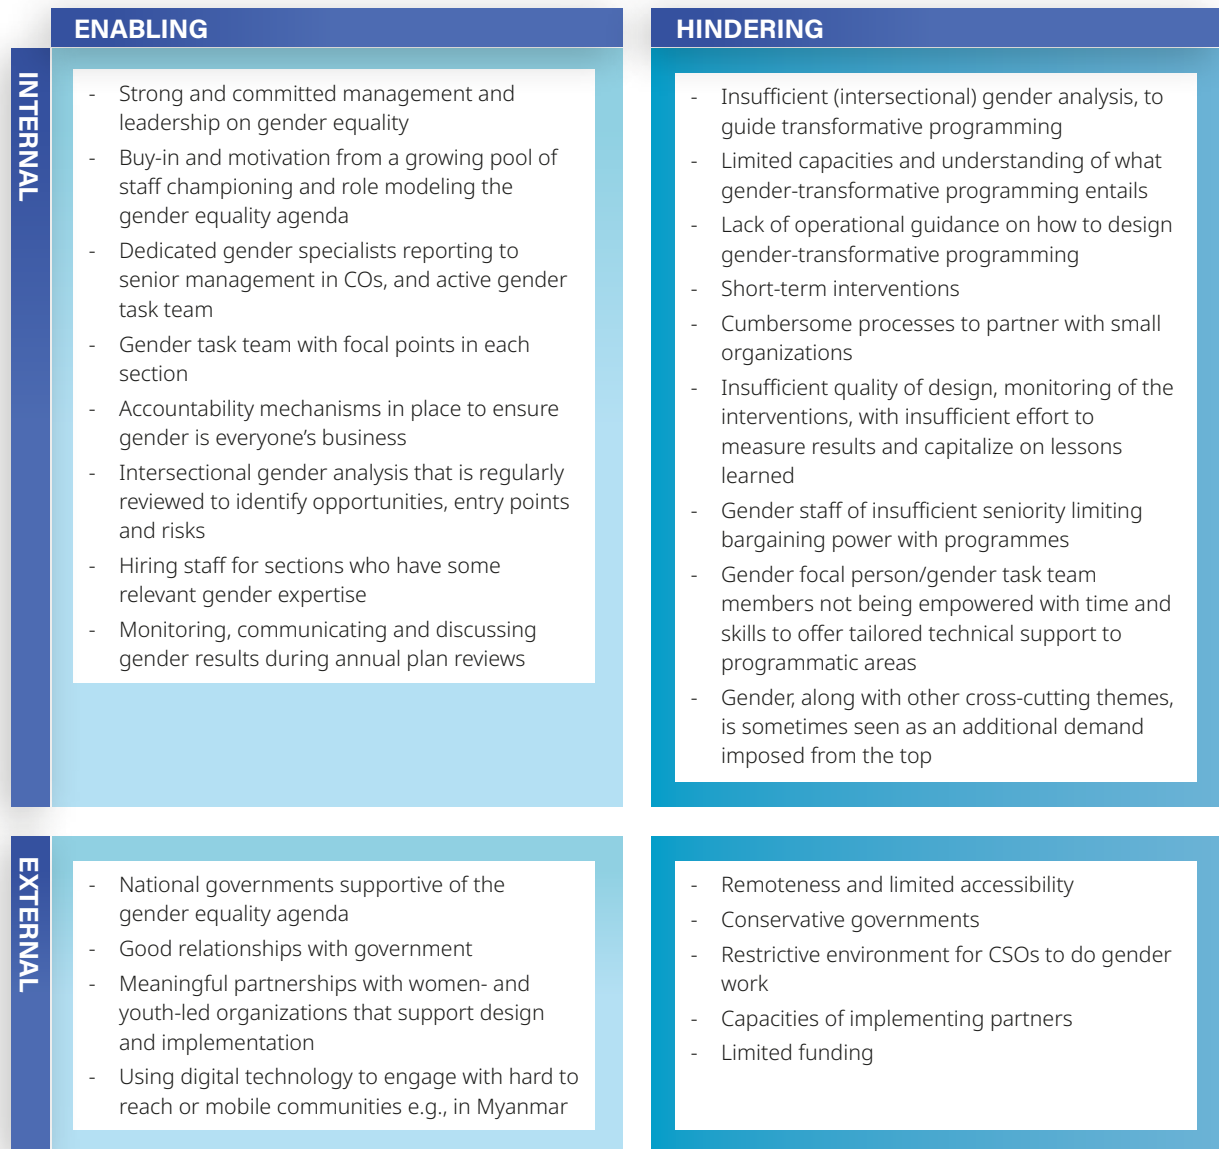 ENABLING
HINDERING
INTERNAL
- Strong and committed management and
leadership on gender equality
- Buy-in and motivation from a growing pool of
staff championing and role modeling the
gender equality agenda
- Dedicated gender specialists reporting to
senior management in COs, and active gender
task team
- Gender task team with focal points in each
section
- Accountability mechanisms in place to ensure
gender is everyone’s business
- Intersectional gender analysis that is regularly
reviewed to identify opportunities, entry points
and risks
- Hiring staff for sections who have some
relevant gender expertise
- Monitoring, communicating and discussing
gender results during annual plan reviews
- Insufficient (intersectional) gender analysis, to
guide transformative programming
- Limited capacities and understanding of what
gender-transformative programming entails
- Lack of operational guidance on how to design
gender-transformative programming
- Short-term interventions
- Cumbersome processes to partner with small
organizations
- Insufficient quality of design, monitoring of the
interventions, with insufficient effort to
measure results and capitalize on lessons
learned
- Gender staff of insufficient seniority limiting
bargaining power with programmes
- Gender focal person/gender task team
members not being empowered with time and
skills to offer tailored technical support to
programmatic areas
- Gender, along with other cross-cutting themes,
is sometimes seen as an additional demand
imposed from the top
EXTERNAL
- National governments supportive of the
gender equality agenda
- Good relationships with government
- Meaningful partnerships with women- and
youth-led organizations that support design
and implementation
- Using digital technology to engage with hard to
reach or mobile communities e.g., in Myanmar
- Remoteness and limited accessibility
- Conservative governments
- Restrictive environment for CSOs to do gender
work
- Capacities of implementing partners
- Limited funding